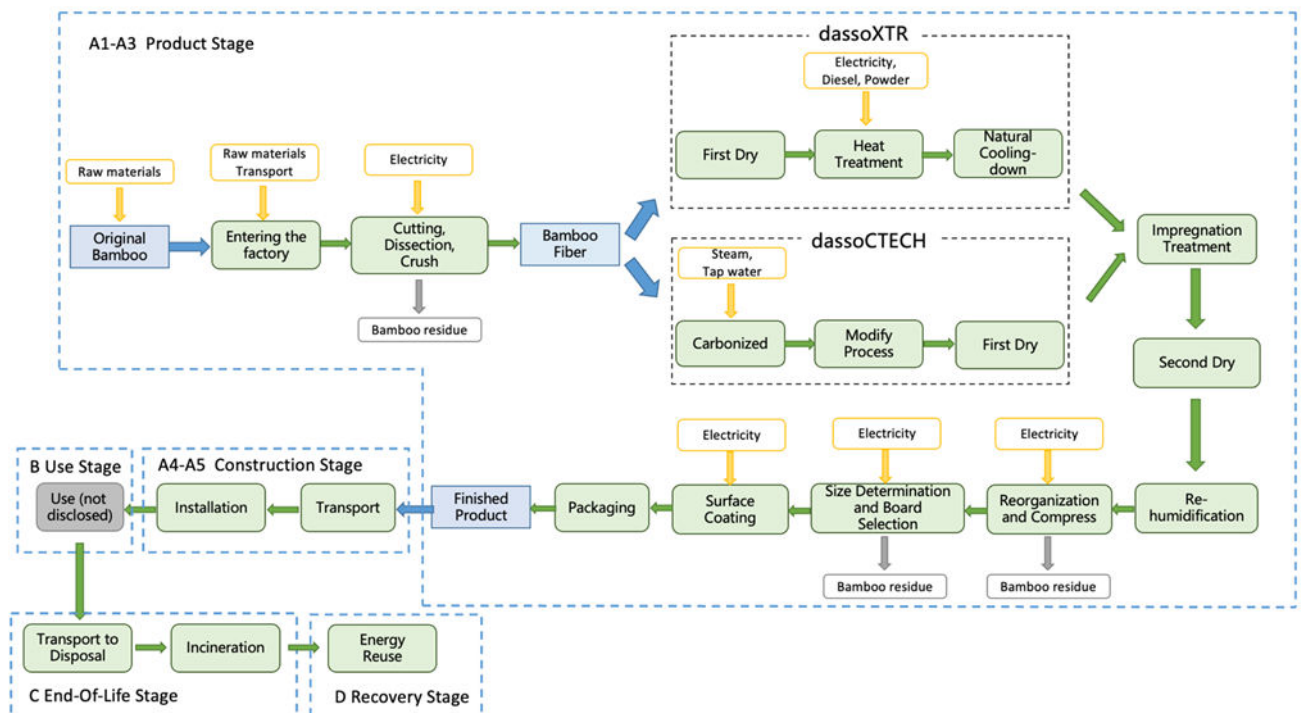 A1-A3 Product Stage
dassoXTR
Electricity,
Diesel, Powder
First Dry
Heat
Treatment
Natural
Cooling-
down
Raw materials
Raw materials
Transport
Electricity
Original
Bamboo
Entering the
factory
Cutting,
Dissection,
Crush
Bamboo
Fiber
Bamboo residue
dassoCTECH
Steam,
Tap water
Carbonized
Modify
Process
First Dry
Impregnation
Treatment
Second Dry
Re-
humidification
Electricity
Reorganization
and Compress
Bamboo residue
Electricity
Size Determination
and Board
Selection
Bamboo residue
Electricity
Surface
Coating
Packaging
Finished
Product
A4-A5 Construction Stage
Transport
Installation
B Use Stage
Use (not
disclosed)
Transport to
Disposal
Incineration
C End-Of-Life Stage
Energy
Reuse
D Recovery Stage